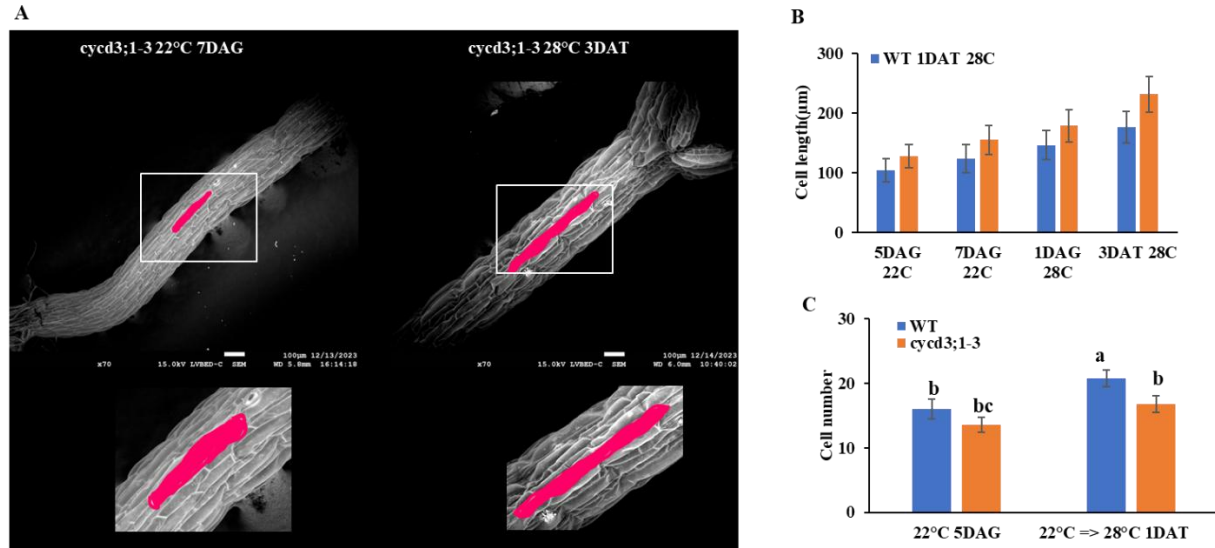 A
cycd3;1-3 22°C 7DAG
cycd3;1-3 28°C 3DAT
100µm 12/13/2023
x70 15.0kV LVBED-C SEM WD 5.8mm 16:14:18
100µm 12/14/2023
x70 15.0kV LVBED-C SEM WD 6.0mm 10:40:02
B
WT 1DAT 28C
Cell length(µm)
300
200
100
0
5DAG 22C
7DAG 22C
1DAG 28C
3DAT 28C
C
WT
cycd3;1-3
Cell number
30
20
10
0
b
bc
a
b
22°C 5DAG
22°C => 28°C 1DAT